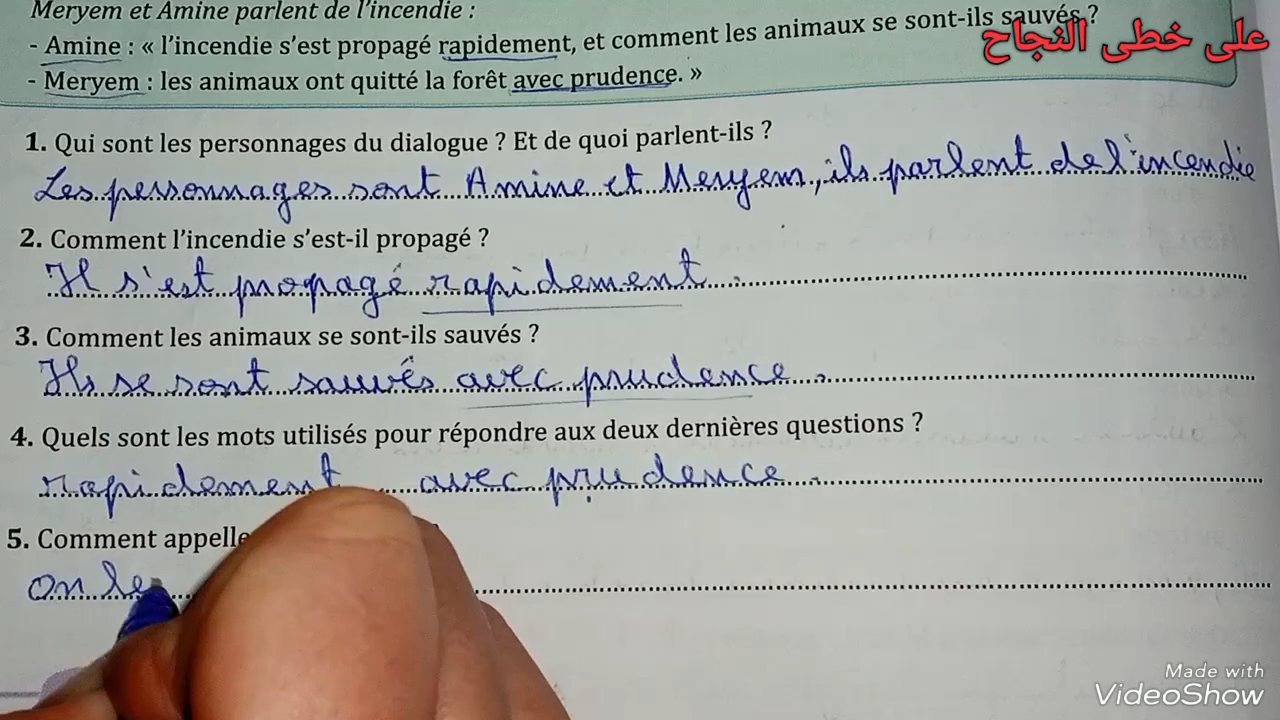 Meryem et Amine parlent de l'incendie :
- Amine : « l'incendie s'est propagé rapidement, et comment les animaux se sont-ils sauvés ?
على خطى النجاح
- Meryem : les animaux ont quitté la forêt avec prudence. »
1. Qui sont les personnages du dialogue ? Et de quoi parlent-ils ?
Les personnages sont Amine et Meryem, ils parlent de l'incendie
2. Comment l'incendie s'est-il propagé ?
Il s'est propagé rapidement.
3. Comment les animaux se sont-ils sauvés ?
Ils se sont sauvés avec prudence.
4. Quels sont les mots utilisés pour répondre aux deux dernières questions ?
rapidement avec prudence.
5. Comment appelle
on le
Made with
VideoShow